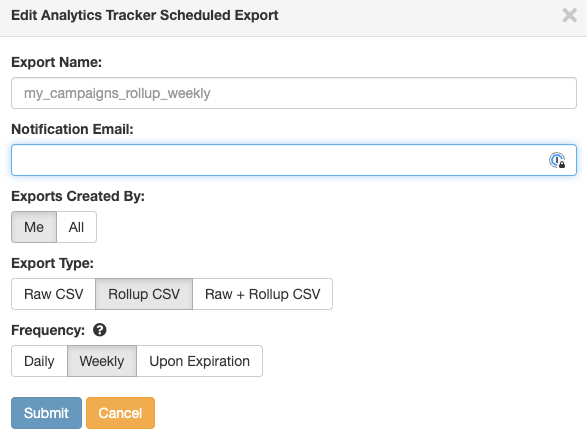 Edit Analytics Tracker Scheduled Export
Export Name:
my_campaigns_rollup_weekly
Notification Email:
Exports Created By:
Me All
Export Type:
Raw CSV Rollup CSV Raw + Rollup CSV
Frequency: ?
Daily Weekly Upon Expiration
Submit Cancel